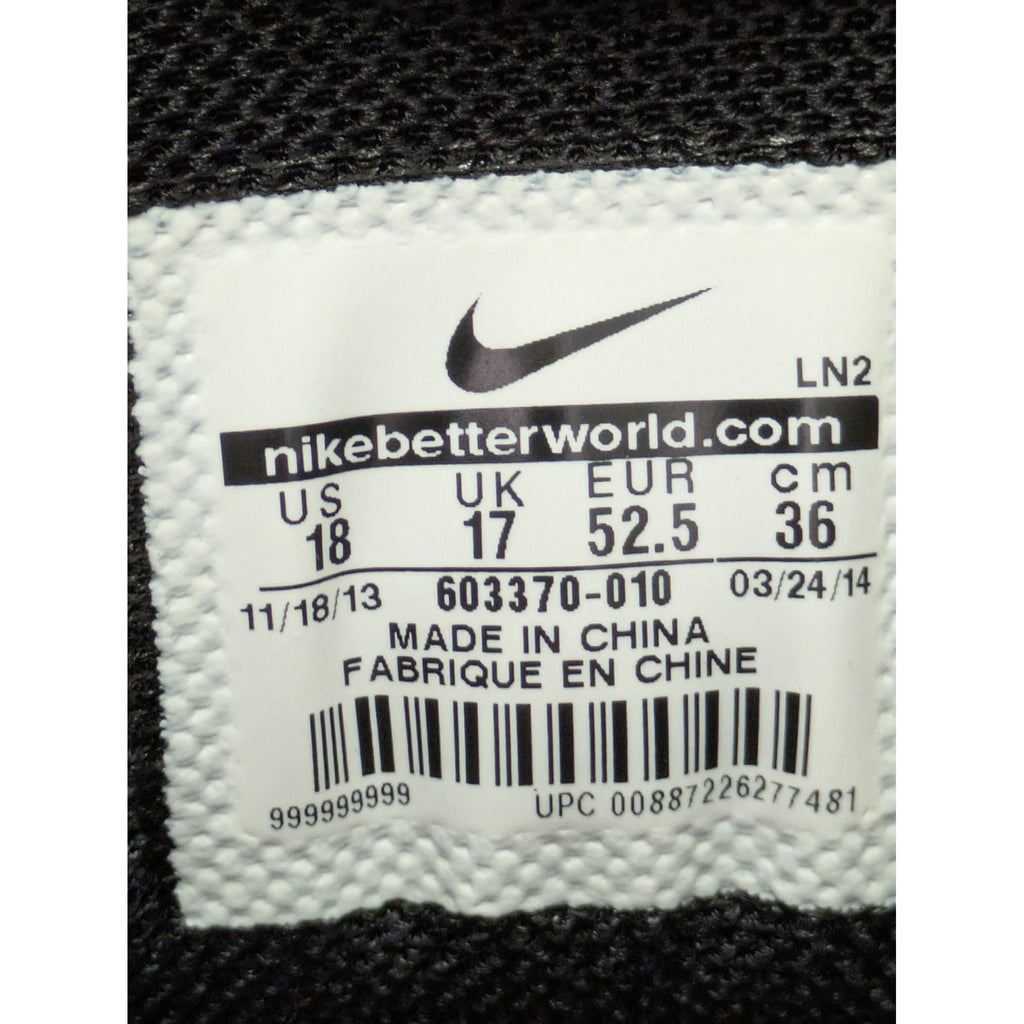 LN2
nikebetterworld.com
US UK EUR cm
18 17 52.5 36
11/18/13 603370-010 03/24/14
MADE IN CHINA
FABRIQUE EN CHINE
999999999 UPC 00887226277481